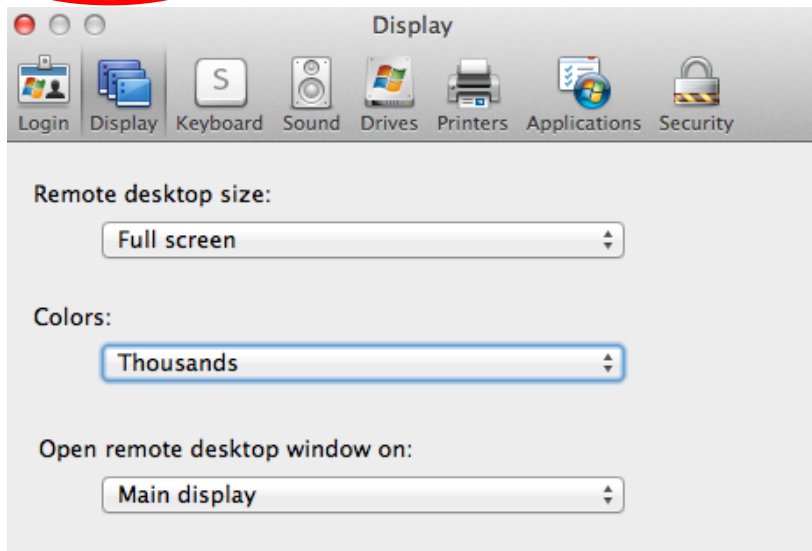 Display
S
Login Display Keyboard Sound Drives Printers Applications Security
Remote desktop size:
Full screen
Colors:
Thousands
Open remote desktop window on:
Main display